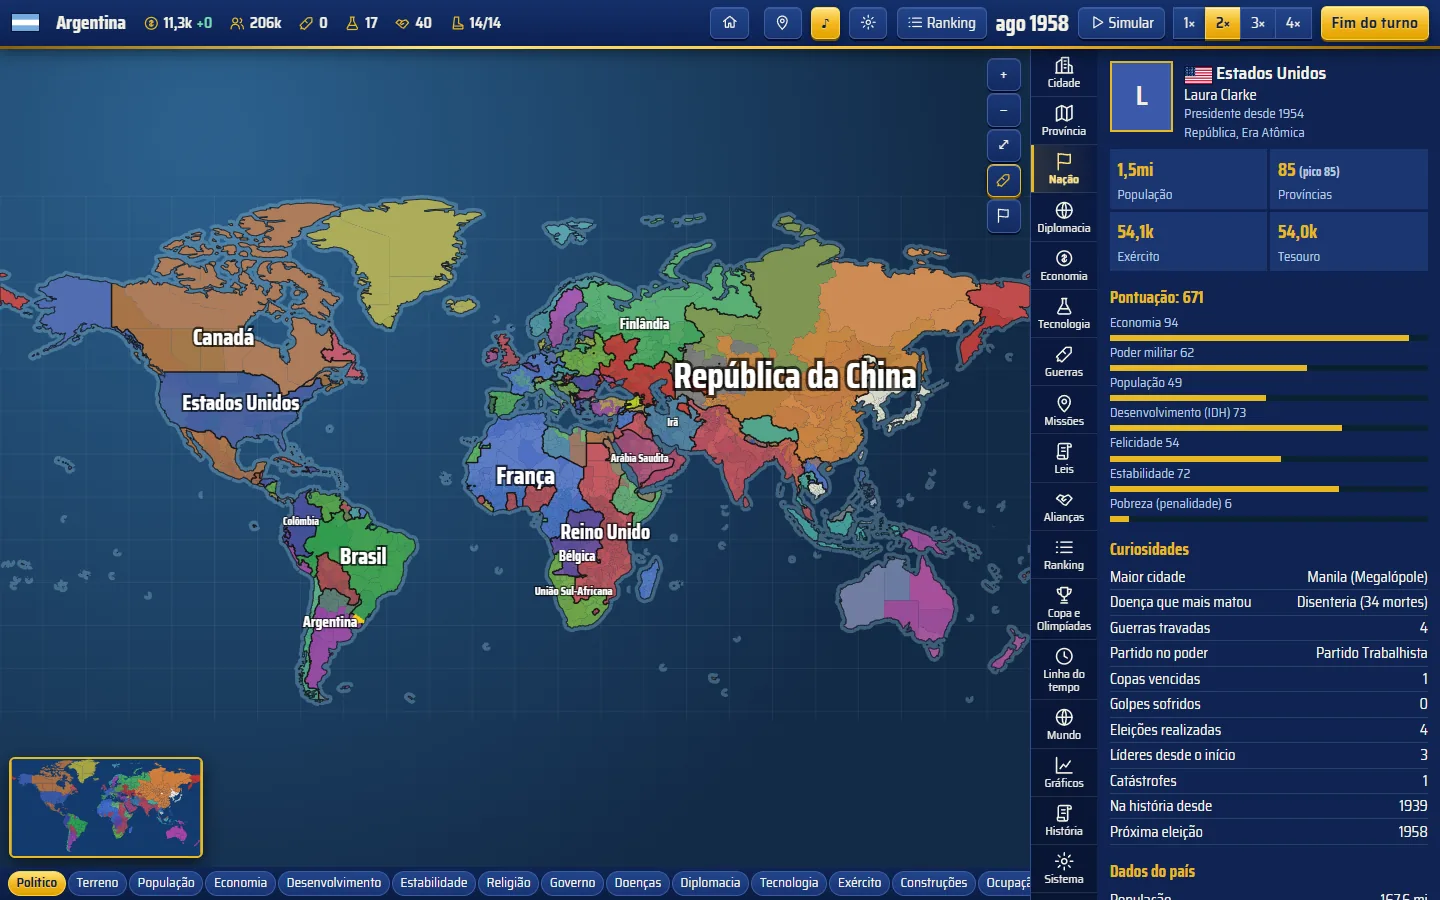 Argentina 11,3k +0 206k 0 17 40 14/14 Ranking ago 1958 Simular 1× 2× 3× 4× Fim do turno
Cidade
Província
Nação
Diplomacia
Economia
Tecnologia
Guerras
Missões
Leis
Alianças
Ranking
Copa e
Olimpíadas
Linha do
tempo
Mundo
Gráficos
História
Sistema
L
Estados Unidos
Laura Clarke
Presidente desde 1954
República, Era Atômica
1,5mi
População
85 (pico 85)
Províncias
54,1k
Exército
54,0k
Tesouro
Pontuação: 671
Economia 94
Poder militar 62
População 49
Desenvolvimento (IDH) 73
Felicidade 54
Estabilidade 72
Pobreza (penalidade) 6
Curiosidades
Maior cidade Manila (Megalópole)
Doença que mais matou Disenteria (34 mortes)
Guerras travadas 4
Partido no poder Partido Trabalhista
Copas vencidas 1
Golpes sofridos 0
Eleições realizadas 4
Líderes desde o início 3
Catástrofes 1
Na história desde 1939
Próxima eleição 1958
Dados do país
Canadá
Estados Unidos
Finlândia
República da China
Irã
Arábia Saudita
França
Reino Unido
Bélgica
União Sul-Africana
Colômbia
Brasil
Argentina
Político Terreno População Economia Desenvolvimento Estabilidade Religião Governo Doenças Diplomacia Tecnologia Exército Construções